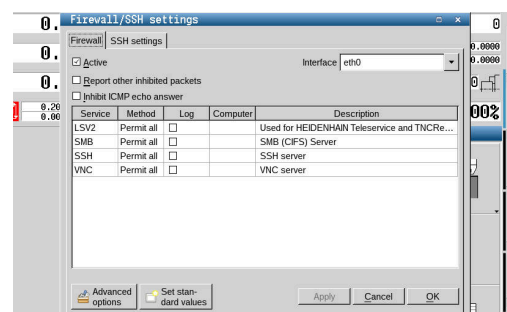 Firewall/SSH settings
0.
0
Firewall SSH settings
0.
0.0000
0.0000
Active
Interface eth0
0.
0
Report other inhibited packets
Inhibit ICMP echo answer
0.20
0.00
00%
Service Method Log Computer Description
LSV2 Permit all Used for HEIDENHAIN Teleservice and TNCRe...
SMB Permit all SMB (CIFS) Server
SSH Permit all SSH server
VNC Permit all VNC server
Advanced
options
Set stan-
dard values
Apply Cancel OK